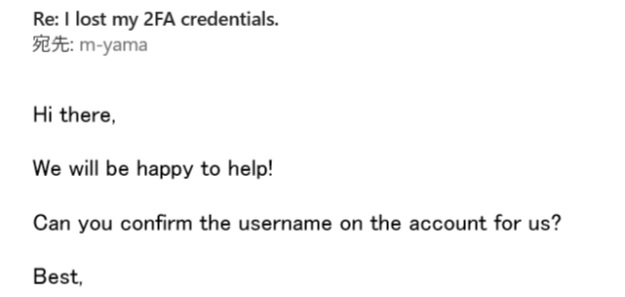 Re: I lost my 2FA credentials.
宛先: m-yama
Hi there,
We will be happy to help!
Can you confirm the username on the account for us?
Best,